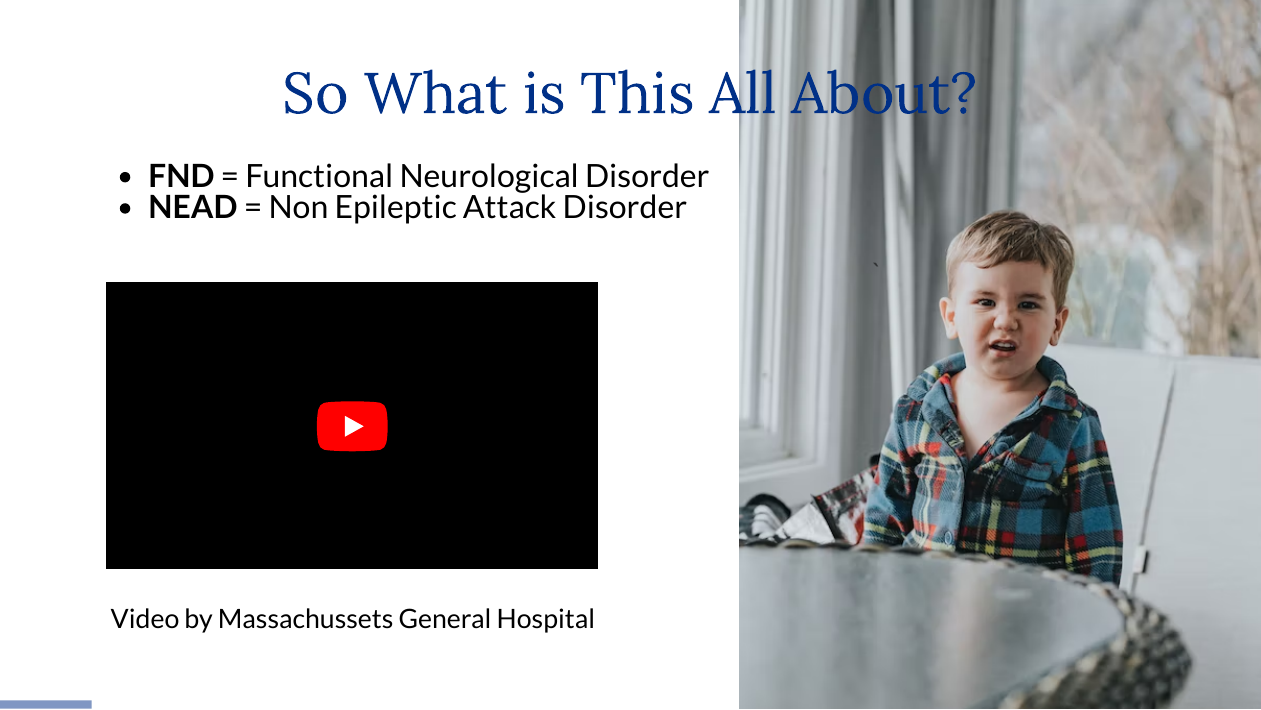 So What is This All About?
• FND = Functional Neurological Disorder
• NEAD = Non Epileptic Attack Disorder
Video by Massachussets General Hospital